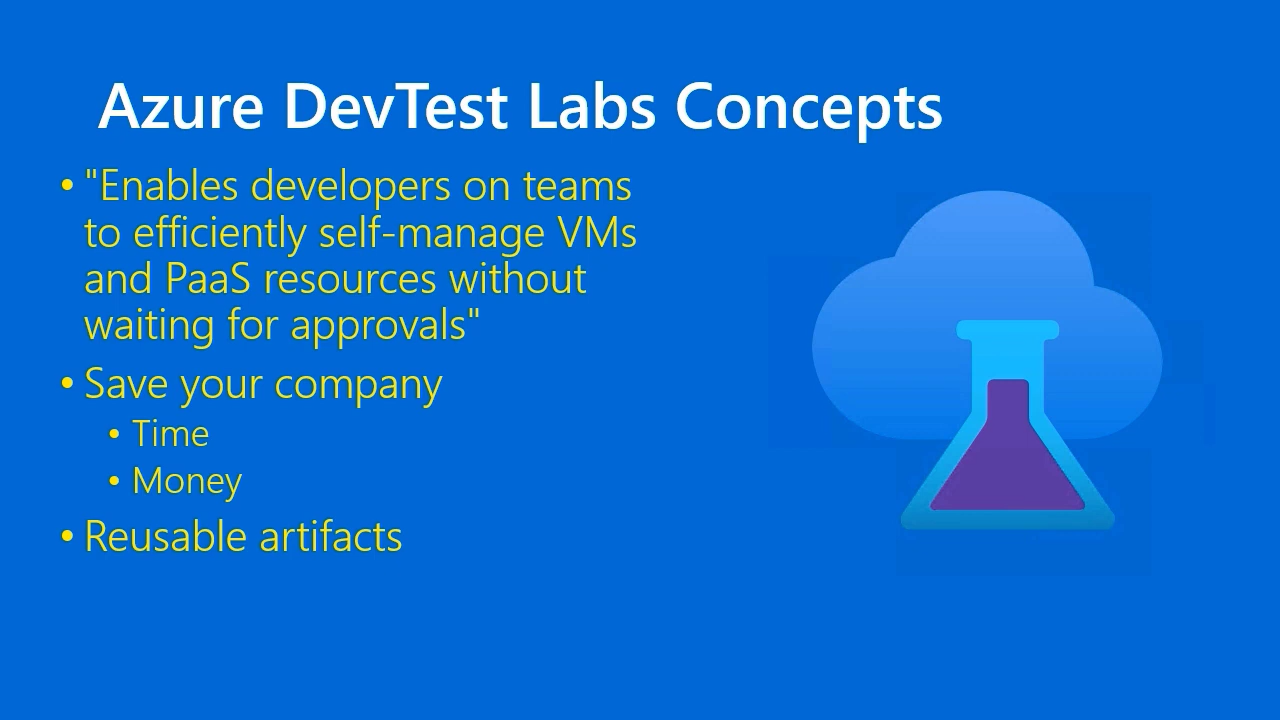 Azure DevTest Labs Concepts
• "Enables developers on teams
to efficiently self-manage VMs
and PaaS resources without
waiting for approvals"
• Save your company
• Time
• Money
• Reusable artifacts